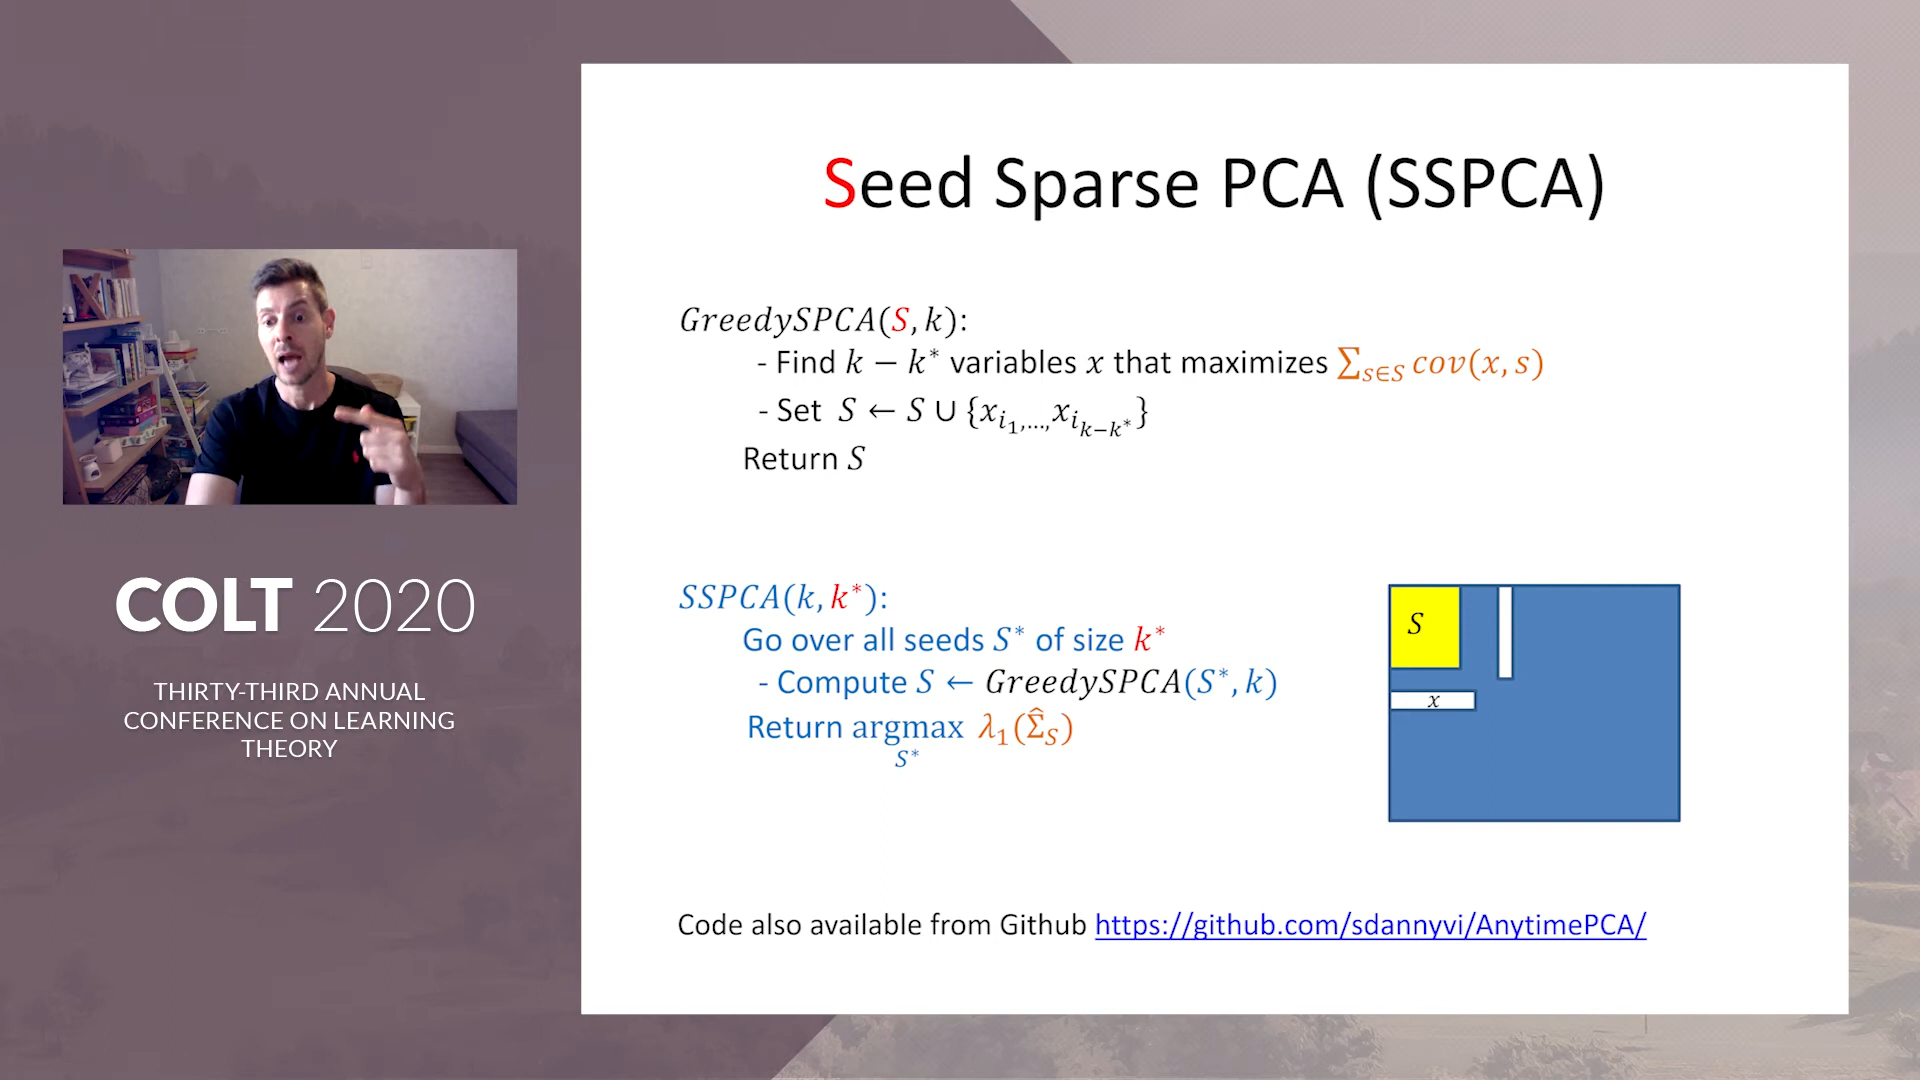 Seed Sparse PCA (SSPCA)
GreedySPCA(S, k):
- Find k − k* variables x that maximizes ∑_{s∈S} cov(x, s)
- Set S ← S ∪ {x_{i_1},…, x_{i_{k−k*}}}
Return S
SSPCA(k, k*):
Go over all seeds S* of size k*
- Compute S ← GreedySPCA(S*, k)
Return argmax_{S*} λ₁(Σ̂_S)
S
x
Code also available from Github https://github.com/sdannyvi/AnytimePCA/
COLT 2020
THIRTY-THIRD ANNUAL
CONFERENCE ON LEARNING
THEORY